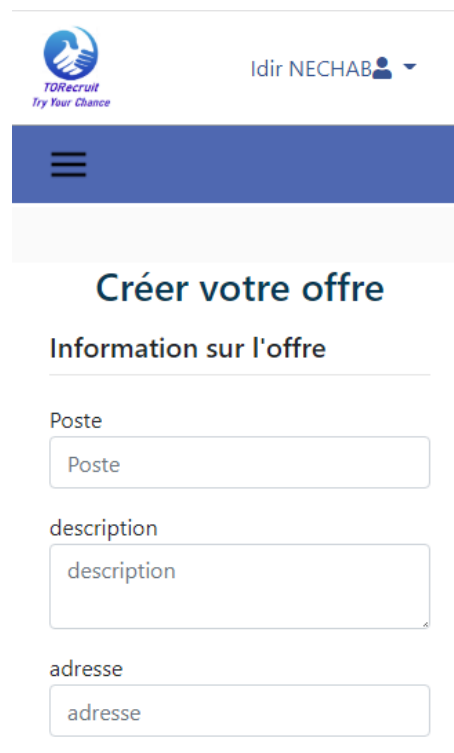 TORecruit
Try Your Chance
Idir NECHAB
Créer votre offre
Information sur l'offre
Poste
Poste
description
description
adresse
adresse